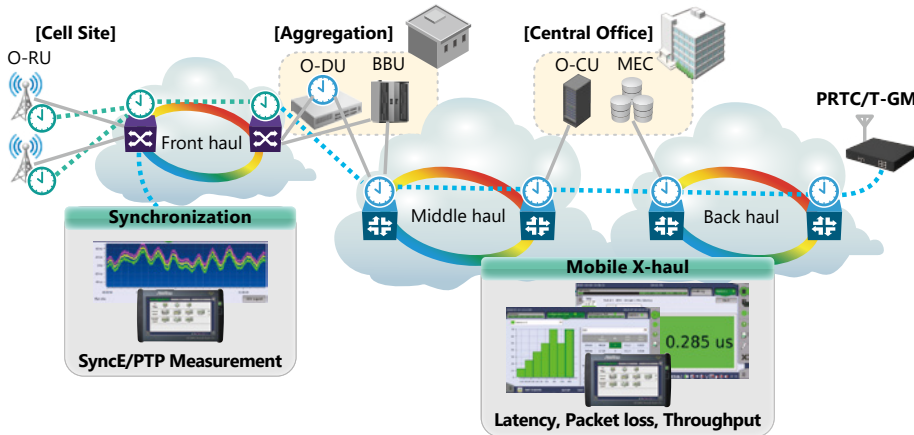 [Cell Site]
[Aggregation]
[Central Office]
O-RU
O-DU
BBU
O-CU
MEC
PRTC/T-GM
Front haul
Middle haul
Back haul
Synchronization
SyncE/PTP Measurement
Mobile X-haul
0.285 us
Latency, Packet loss, Throughput